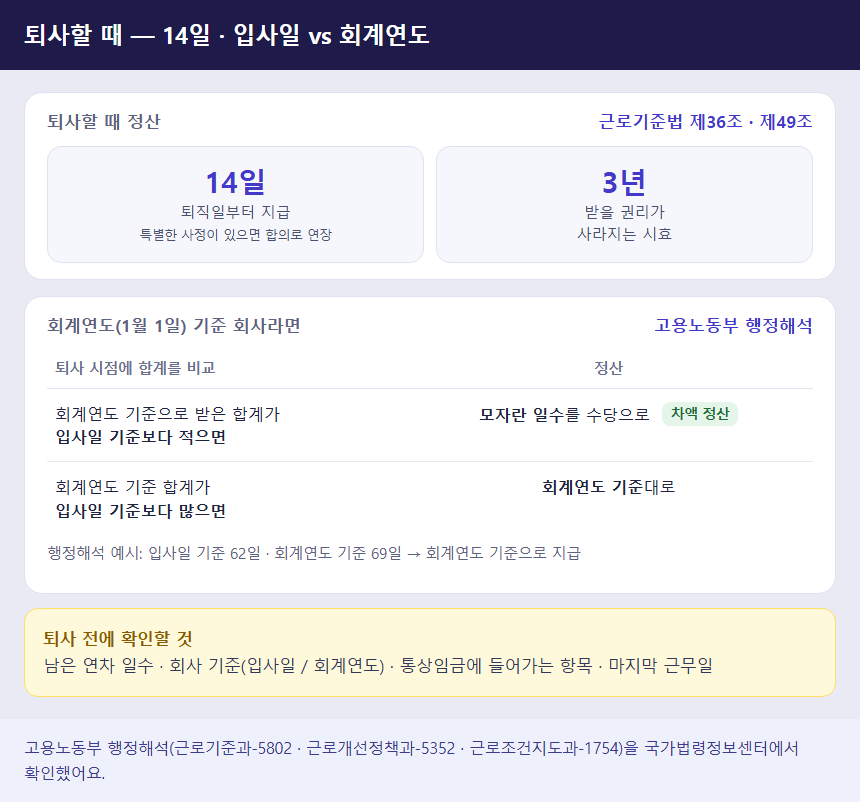 퇴사할 때 — 14일 · 입사일 vs 회계연도
퇴사할 때 정산
근로기준법 제36조 · 제49조
14일
퇴직일부터 지급
특별한 사정이 있으면 합의로 연장
3년
받을 권리가
사라지는 시효
회계연도(1월 1일) 기준 회사라면
고용노동부 행정해석
퇴사 시점에 합계를 비교
정산
회계연도 기준으로 받은 합계가
입사일 기준보다 적으면
모자란 일수를 수당으로 차액 정산
회계연도 기준 합계가
입사일 기준보다 많으면
회계연도 기준대로
행정해석 예시: 입사일 기준 62일 · 회계연도 기준 69일 → 회계연도 기준으로 지급
퇴사 전에 확인할 것
남은 연차 일수 · 회사 기준(입사일 / 회계연도) · 통상임금에 들어가는 항목 · 마지막 근무일
고용노동부 행정해석(근로기준과-5802 · 근로개선정책과-5352 · 근로조건지도과-1754)을 국가법령정보센터에서
확인했어요.